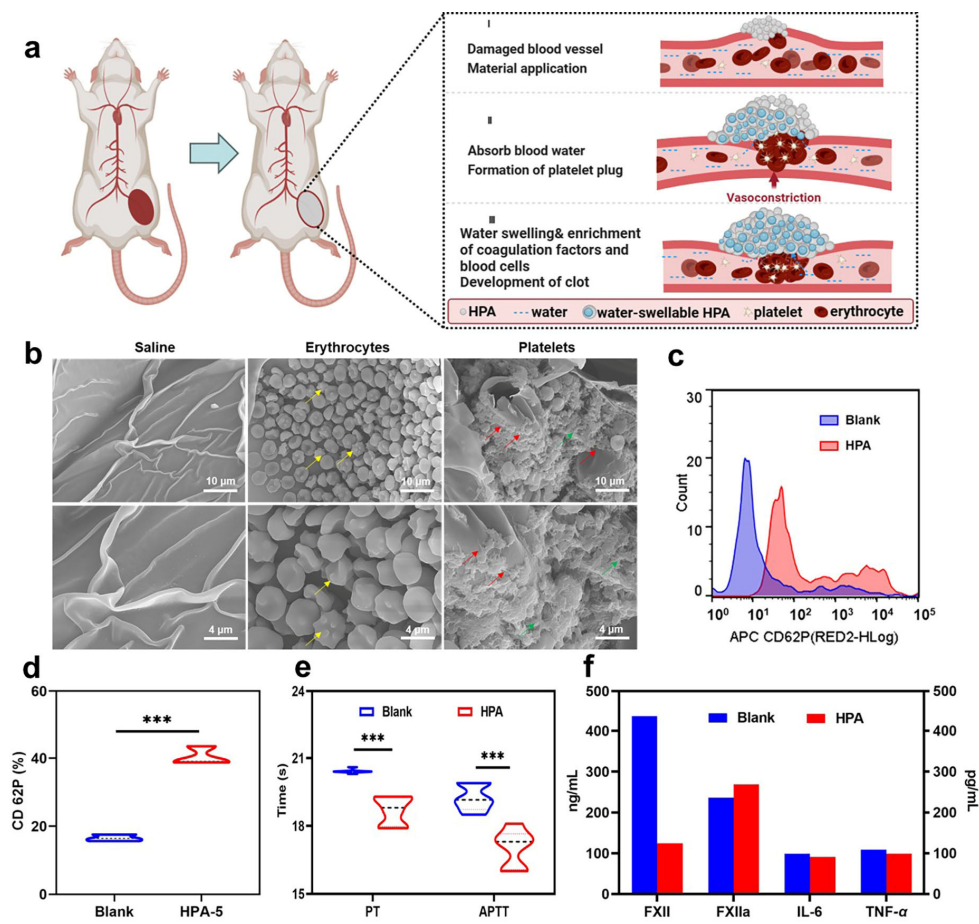 a
I
Damaged blood vessel
Material application
II
Absorb blood water
Formation of platelet plug
Vasoconstriction
III
Water swelling& enrichment
of coagulation factors and
blood cells
Development of clot
HPA water water-swellable HPA platelet erythrocyte
b
Saline Erythrocytes Platelets
10 μm 10 μm 10 μm
4 μm 4 μm 4 μm
c
30
20
10
0
Count
Blank
HPA
10⁰ 10¹ 10² 10³ 10⁴ 10⁵
APC CD62P(RED2-HLog)
d
60
40
20
0
CD 62P (%)
***
Blank HPA-5
e
24
21
18
15
Time (s)
Blank HPA
***
***
PT APTT
f
500
400
300
200
100
0
ng/mL
Blank HPA
500
400
300
200
100
0
pg/mL
FXII FXIIa IL-6 TNF-α